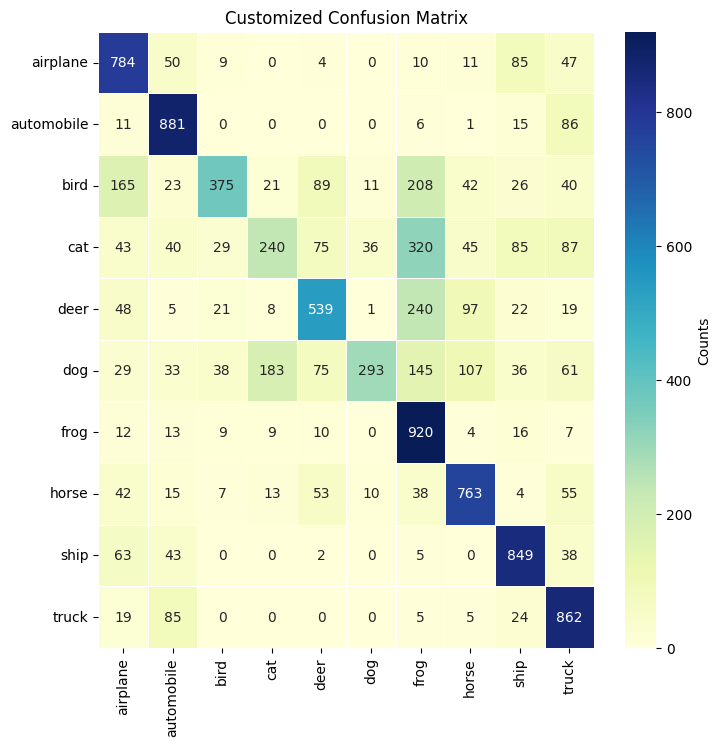 Customized Confusion Matrix
airplane 784 50 9 0 4 0 10 11 85 47
automobile 11 881 0 0 0 0 6 1 15 86
bird 165 23 375 21 89 11 208 42 26 40
cat 43 40 29 240 75 36 320 45 85 87
deer 48 5 21 8 539 1 240 97 22 19
dog 29 33 38 183 75 293 145 107 36 61
frog 12 13 9 9 10 0 920 4 16 7
horse 42 15 7 13 53 10 38 763 4 55
ship 63 43 0 0 2 0 5 0 849 38
truck 19 85 0 0 0 0 5 5 24 862
airplane automobile bird cat deer dog frog horse ship truck
800
600
400
200
0
Counts